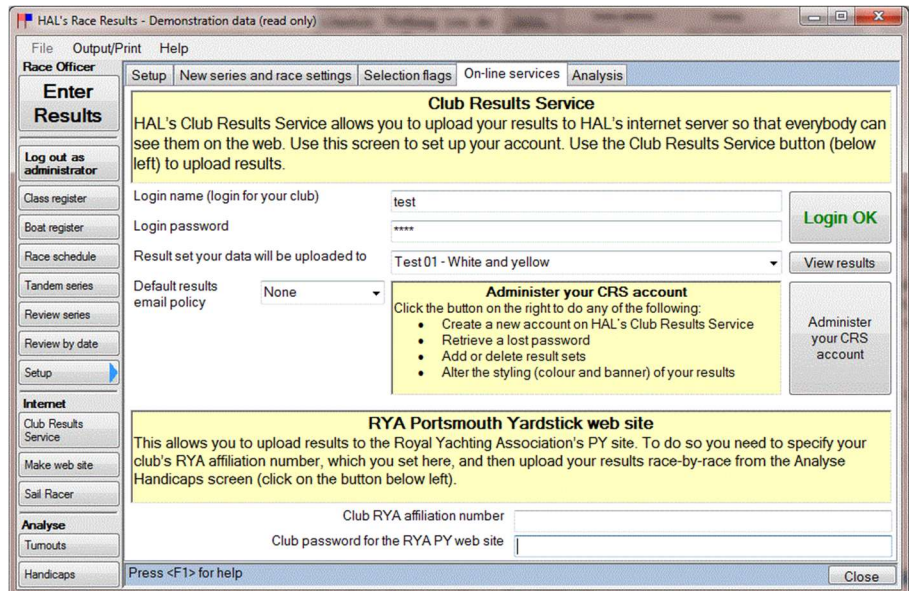 HAL's Race Results - Demonstration data (read only)
File Output/Print Help
Race Officer
Enter
Results
Log out as
administrator
Class register
Boat register
Race schedule
Tandem series
Review series
Review by date
Setup
Internet
Club Results
Service
Make web site
Sail Racer
Analyse
Turnouts
Handicaps
Setup New series and race settings Selection flags On-line services Analysis
Club Results Service
HAL's Club Results Service allows you to upload your results to HAL's internet server so that everybody can
see them on the web. Use this screen to set up your account. Use the Club Results Service button (below
left) to upload results.
Login name (login for your club) test
Login password ****
Login OK
Result set your data will be uploaded to Test 01 - White and yellow View results
Default results
email policy None
Administer your CRS account
Click the button on the right to do any of the following:
• Create a new account on HAL's Club Results Service
• Retrieve a lost password
• Add or delete result sets
• Alter the styling (colour and banner) of your results
Administer
your CRS
account
RYA Portsmouth Yardstick web site
This allows you to upload results to the Royal Yachting Association's PY site. To do so you need to specify your
club's RYA affiliation number, which you set here, and then upload your results race-by-race from the Analyse
Handicaps screen (click on the button below left).
Club RYA affiliation number
Club password for the RYA PY web site
Press <F1> for help Close